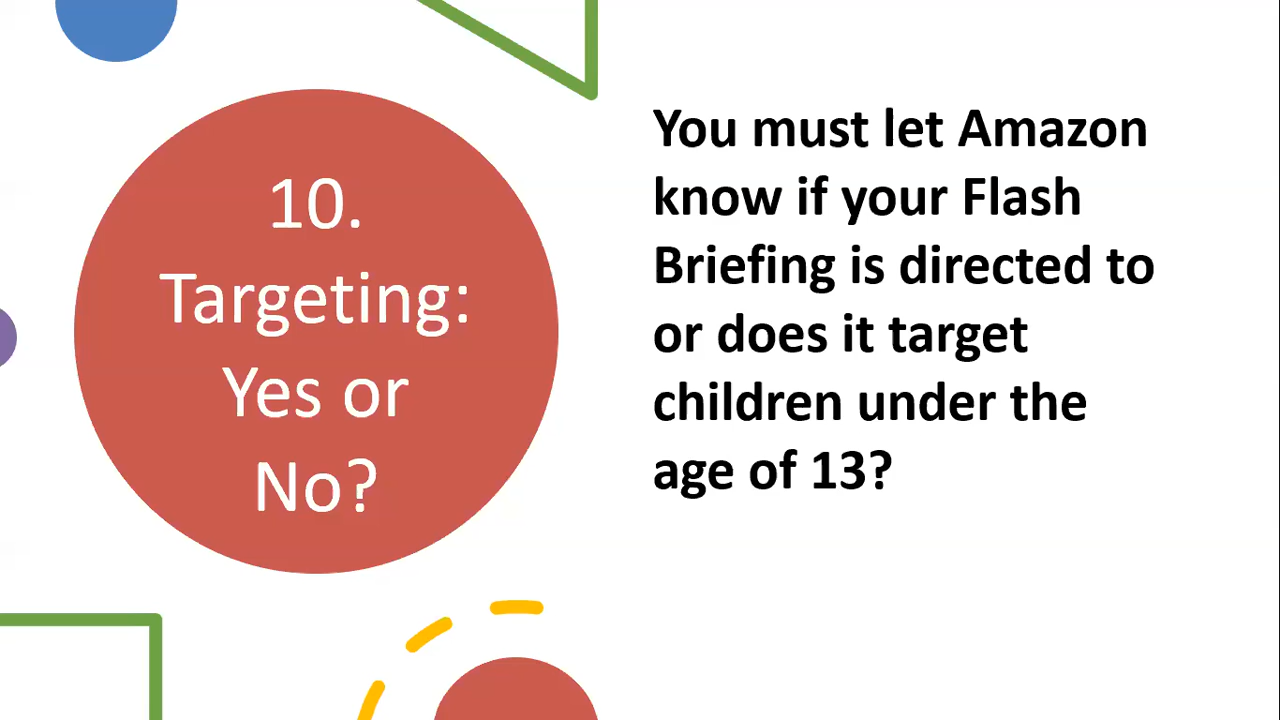 10.
Targeting:
Yes or
No?
You must let Amazon
know if your Flash
Briefing is directed to
or does it target
children under the
age of 13?